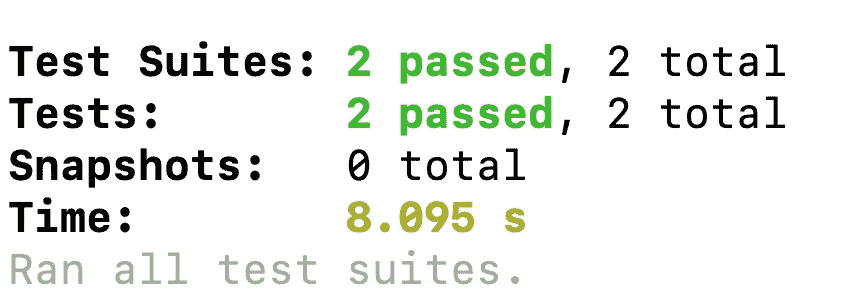 Test Suites: 2 passed, 2 total
Tests: 2 passed, 2 total
Snapshots: 0 total
Time: 8.095 s
Ran all test suites.